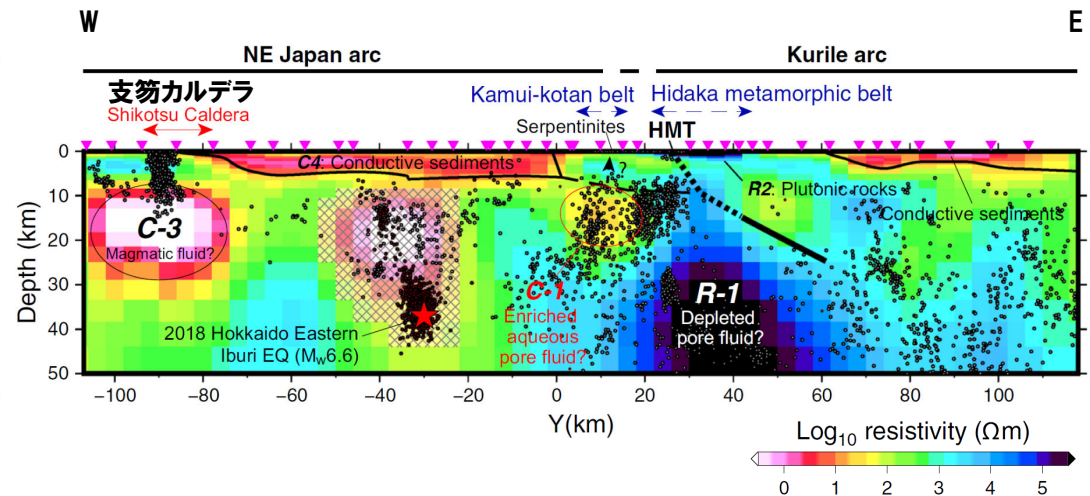 W
E
NE Japan arc
Kurile arc
支笏カルデラ
Shikotsu Caldera
Kamui-kotan belt
Hidaka metamorphic belt
Serpentinites
HMT
?
C4: Conductive sediments
R2: Plutonic rocks
Conductive sediments
C-3
Magmatic fluid?
C-1
Enriched
aqueous
pore fluid?
R-1
Depleted
pore fluid?
2018 Hokkaido Eastern
Iburi EQ (Mw6.6)
Depth (km)
0
10
20
30
40
50
−100 −80 −60 −40 −20 0 20 40 60 80 100
Y(km)
Log10 resistivity (Ωm)
0 1 2 3 4 5